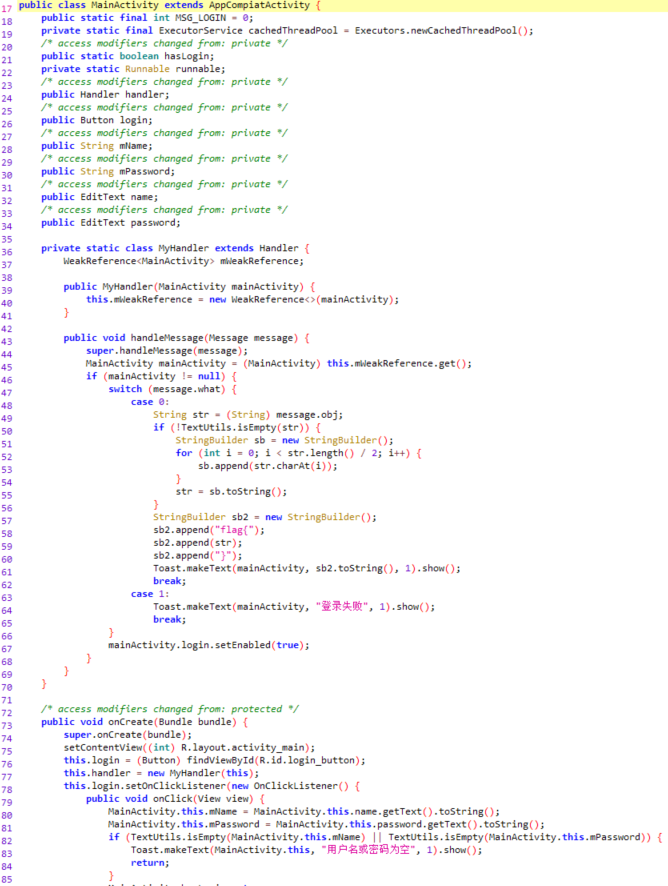 17 public class MainActivity extends AppCompiatActivity {
18     public static final int MSG_LOGIN = 0;
19     private static final ExecutorService cachedThreadPool = Executors.newCachedThreadPool();
20     /* access modifiers changed from: private */
21     public static boolean hasLogin;
22     private static Runnable runnable;
23     /* access modifiers changed from: private */
24     public Handler handler;
25     /* access modifiers changed from: private */
26     public Button login;
27     /* access modifiers changed from: private */
28     public String mName;
29     /* access modifiers changed from: private */
30     public String mPassword;
31     /* access modifiers changed from: private */
32     public EditText name;
33     /* access modifiers changed from: private */
34     public EditText password;
35
36     private static class MyHandler extends Handler {
37         WeakReference<MainActivity> mWeakReference;
38
39         public MyHandler(MainActivity mainActivity) {
40             this.mWeakReference = new WeakReference<>(mainActivity);
41         }
42
43         public void handleMessage(Message message) {
44             super.handleMessage(message);
45             MainActivity mainActivity = (MainActivity) this.mWeakReference.get();
46             if (mainActivity != null) {
47                 switch (message.what) {
48                     case 0:
49                         String str = (String) message.obj;
50                         if (!TextUtils.isEmpty(str)) {
51                             StringBuilder sb = new StringBuilder();
52                             for (int i = 0; i < str.length() / 2; i++) {
53                                 sb.append(str.charAt(i));
54                             }
55                             str = sb.toString();
56                         }
57                         StringBuilder sb2 = new StringBuilder();
58                         sb2.append("flag{");
59                         sb2.append(str);
60                         sb2.append("}");
61                         Toast.makeText(mainActivity, sb2.toString(), 1).show();
62                         break;
63                     case 1:
64                         Toast.makeText(mainActivity, "登录失败", 1).show();
65                         break;
66                 }
67                 mainActivity.login.setEnabled(true);
68             }
69         }
70     }
71
72     /* access modifiers changed from: protected */
73     public void onCreate(Bundle bundle) {
74         super.onCreate(bundle);
75         setContentView((int) R.layout.activity_main);
76         this.login = (Button) findViewById(R.id.login_button);
77         this.handler = new MyHandler(this);
78         this.login.setOnClickListener(new OnClickListener() {
79             public void onClick(View view) {
80                 MainActivity.this.mName = MainActivity.this.name.getText().toString();
81                 MainActivity.this.mPassword = MainActivity.this.password.getText().toString();
82                 if (TextUtils.isEmpty(MainActivity.this.mName) || TextUtils.isEmpty(MainActivity.this.mPassword)) {
83                     Toast.makeText(MainActivity.this, "用户名或密码为空", 1).show();
84                     return;
85                 }